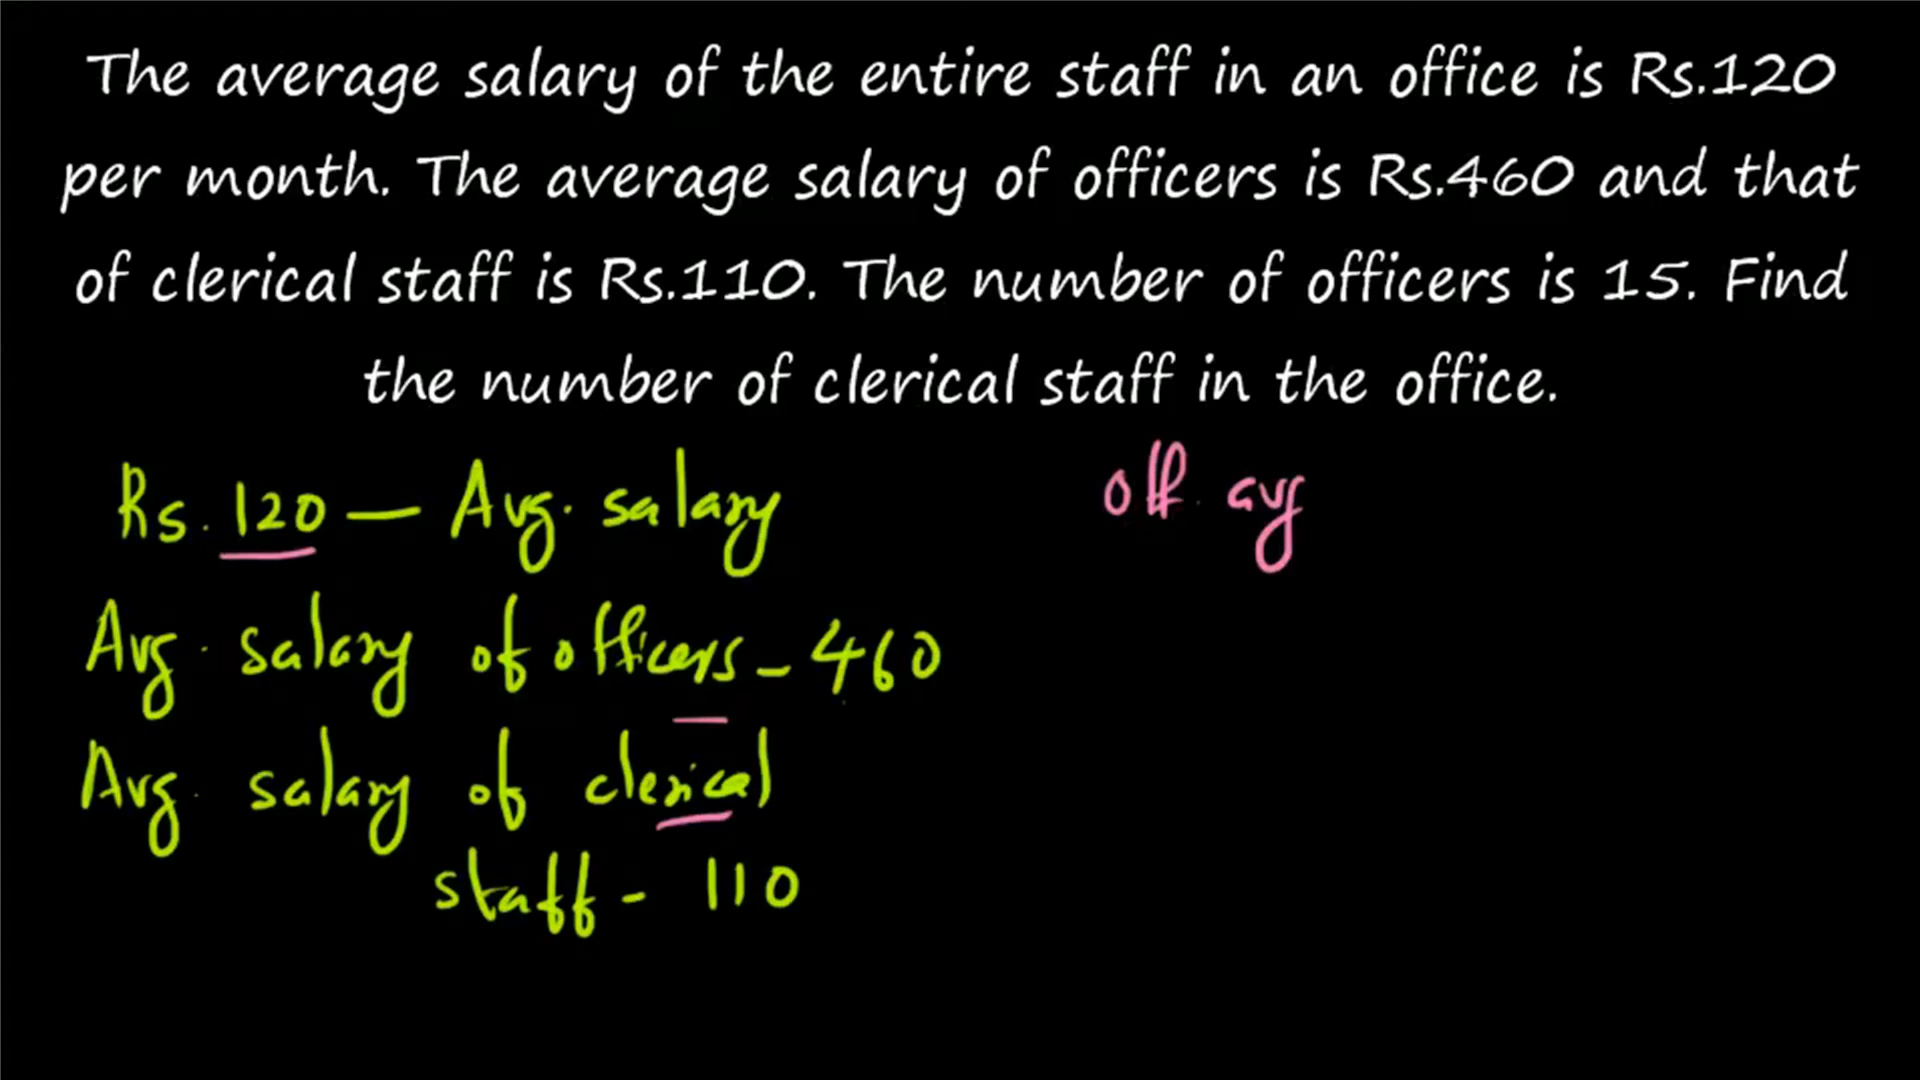 The average salary of the entire staff in an office is Rs.120
per month. The average salary of officers is Rs.460 and that
of clerical staff is Rs.110. The number of officers is 15. Find
the number of clerical staff in the office.
Rs. 120 — Avg. salary
off. avg
Avg. salary of officers - 460
Avg. salary of clerical
staff - 110